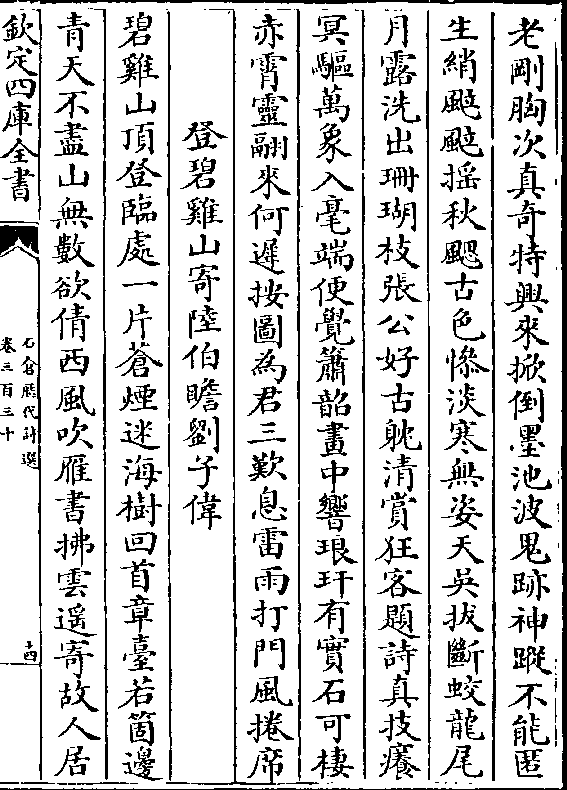 老剛胸次真奇特興來掀倒墨池波鬼跡神蹤不能匿
生綃颼颼揺秋颸古色慘淡寒無姿天吳拔斷蛟龍尾
月露洗出珊瑚枝張公好古躭清賞狂客題詩真技癢
冥驅萬象入毫端便覺簫韶畫中響琅玕有實石可棲
赤霄靈翮來何遲按圖為君三歎息雷雨打門風捲席
登碧雞山寄陸伯瞻劉子偉
碧雞山頂登臨處一片蒼煙迷海樹回首章臺若箇邊
青天不盡山無數欲倩西風吹雁書拂雲遥寄故人居
欽定四庫全書
石倉歴代詩選
卷三百三十
十四